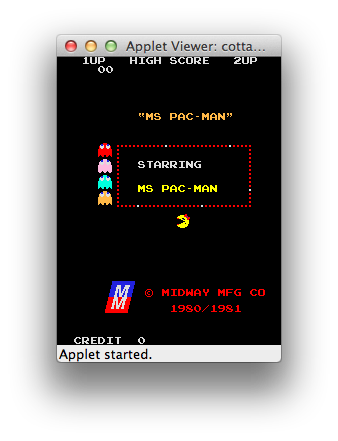 Applet Viewer: cotta...
1UP HIGH SCORE 2UP
00
"MS PAC-MAN"
STARRING
MS PAC-MAN
MM
© MIDWAY MFG CO
1980/1981
CREDIT 0
Applet started.